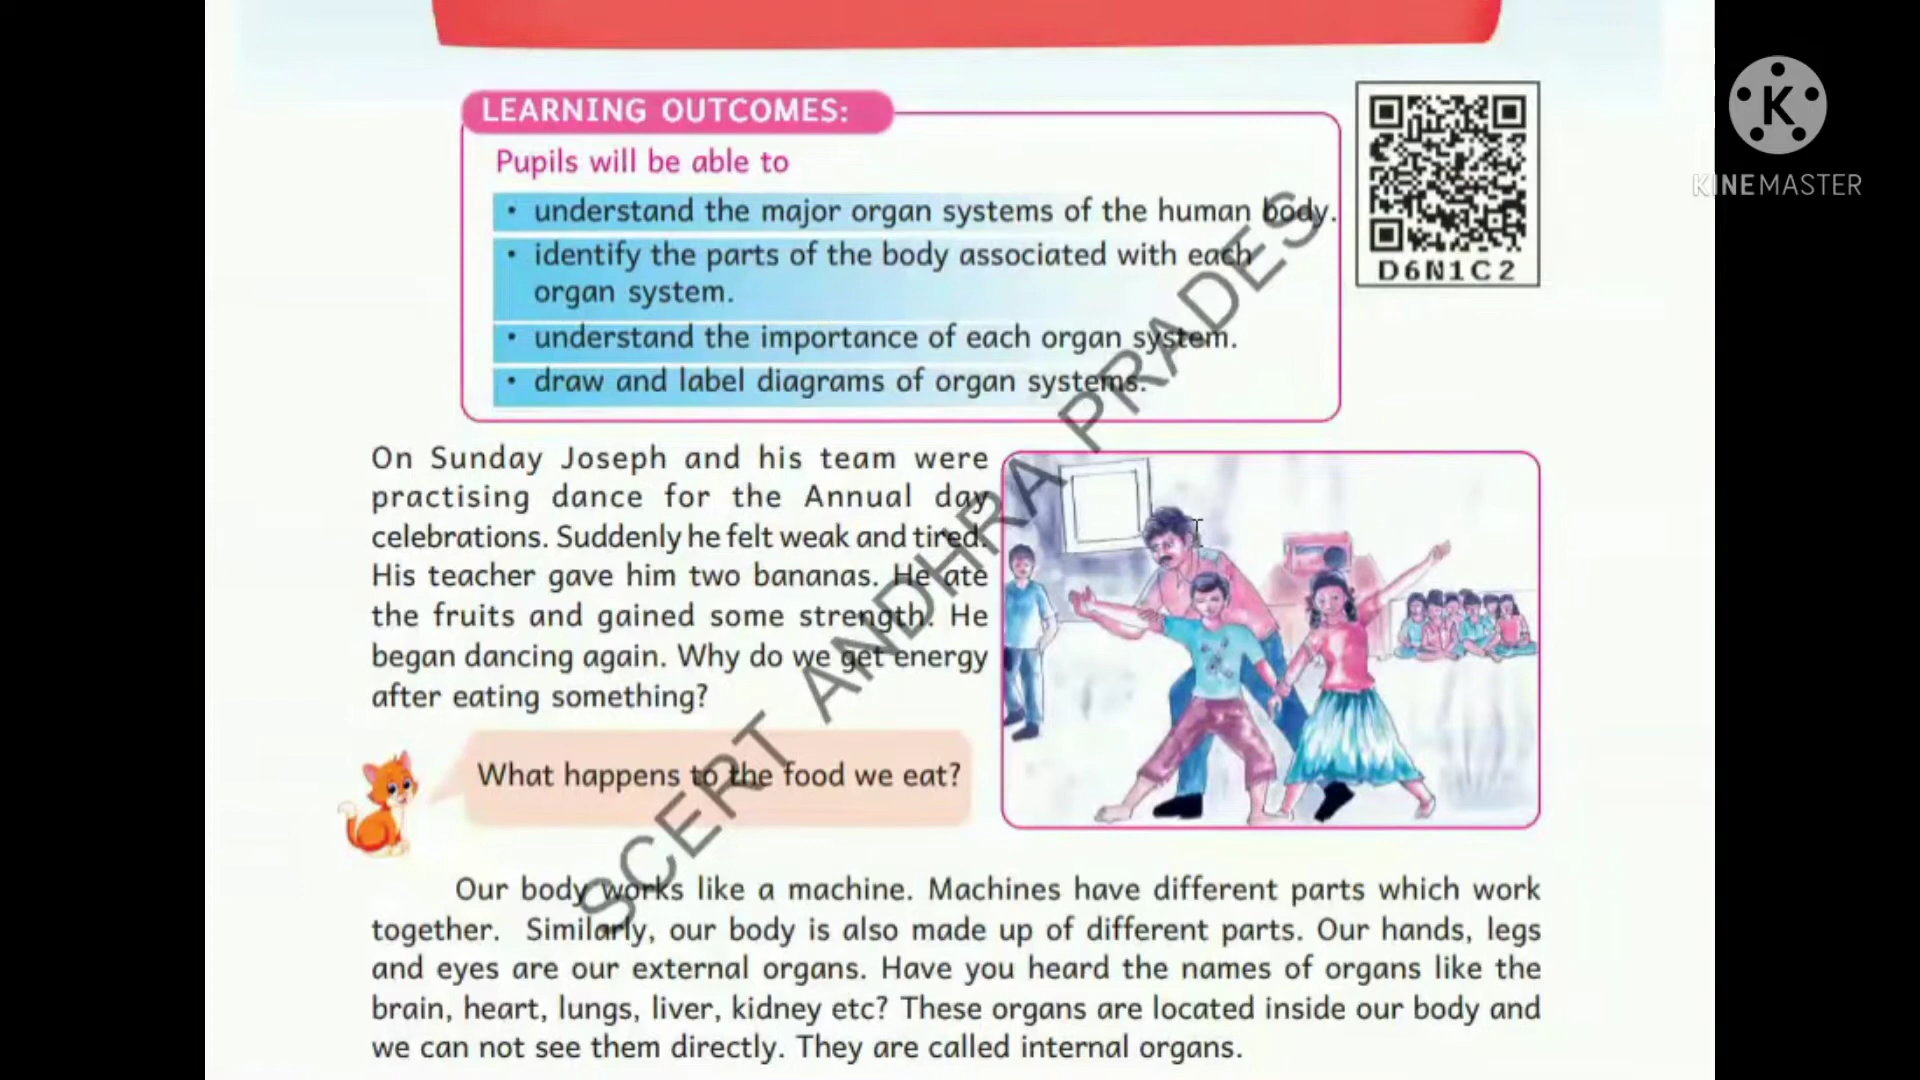 LEARNING OUTCOMES:
Pupils will be able to
• understand the major organ systems of the human body.
• identify the parts of the body associated with each
organ system.
• understand the importance of each organ system.
• draw and label diagrams of organ systems.
D6N1C2
K
KINEMASTER
On Sunday Joseph and his team were
practising dance for the Annual day
celebrations. Suddenly he felt weak and tired.
His teacher gave him two bananas. He ate
the fruits and gained some strength. He
began dancing again. Why do we get energy
after eating something?
What happens to the food we eat?
Our body works like a machine. Machines have different parts which work
together. Similarly, our body is also made up of different parts. Our hands, legs
and eyes are our external organs. Have you heard the names of organs like the
brain, heart, lungs, liver, kidney etc? These organs are located inside our body and
we can not see them directly. They are called internal organs.
SCERT ANDHRA PRADES